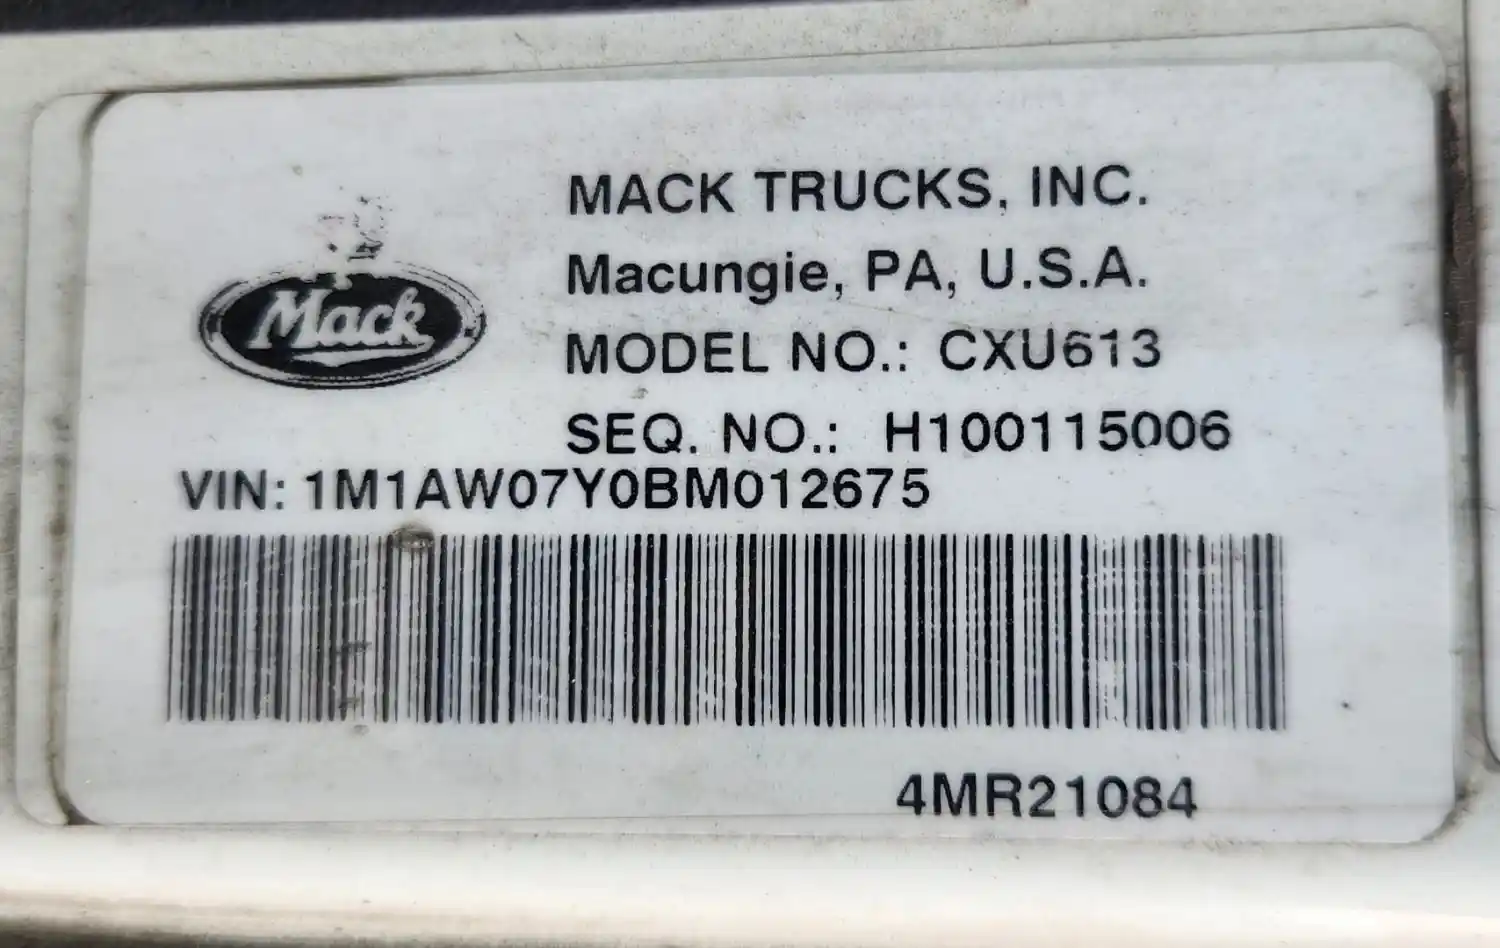 Mack
MACK TRUCKS, INC.
Macungie, PA, U.S.A.
MODEL NO.: CXU613
SEQ. NO.: H100115006
VIN: 1M1AW07Y0BM012675
4MR21084